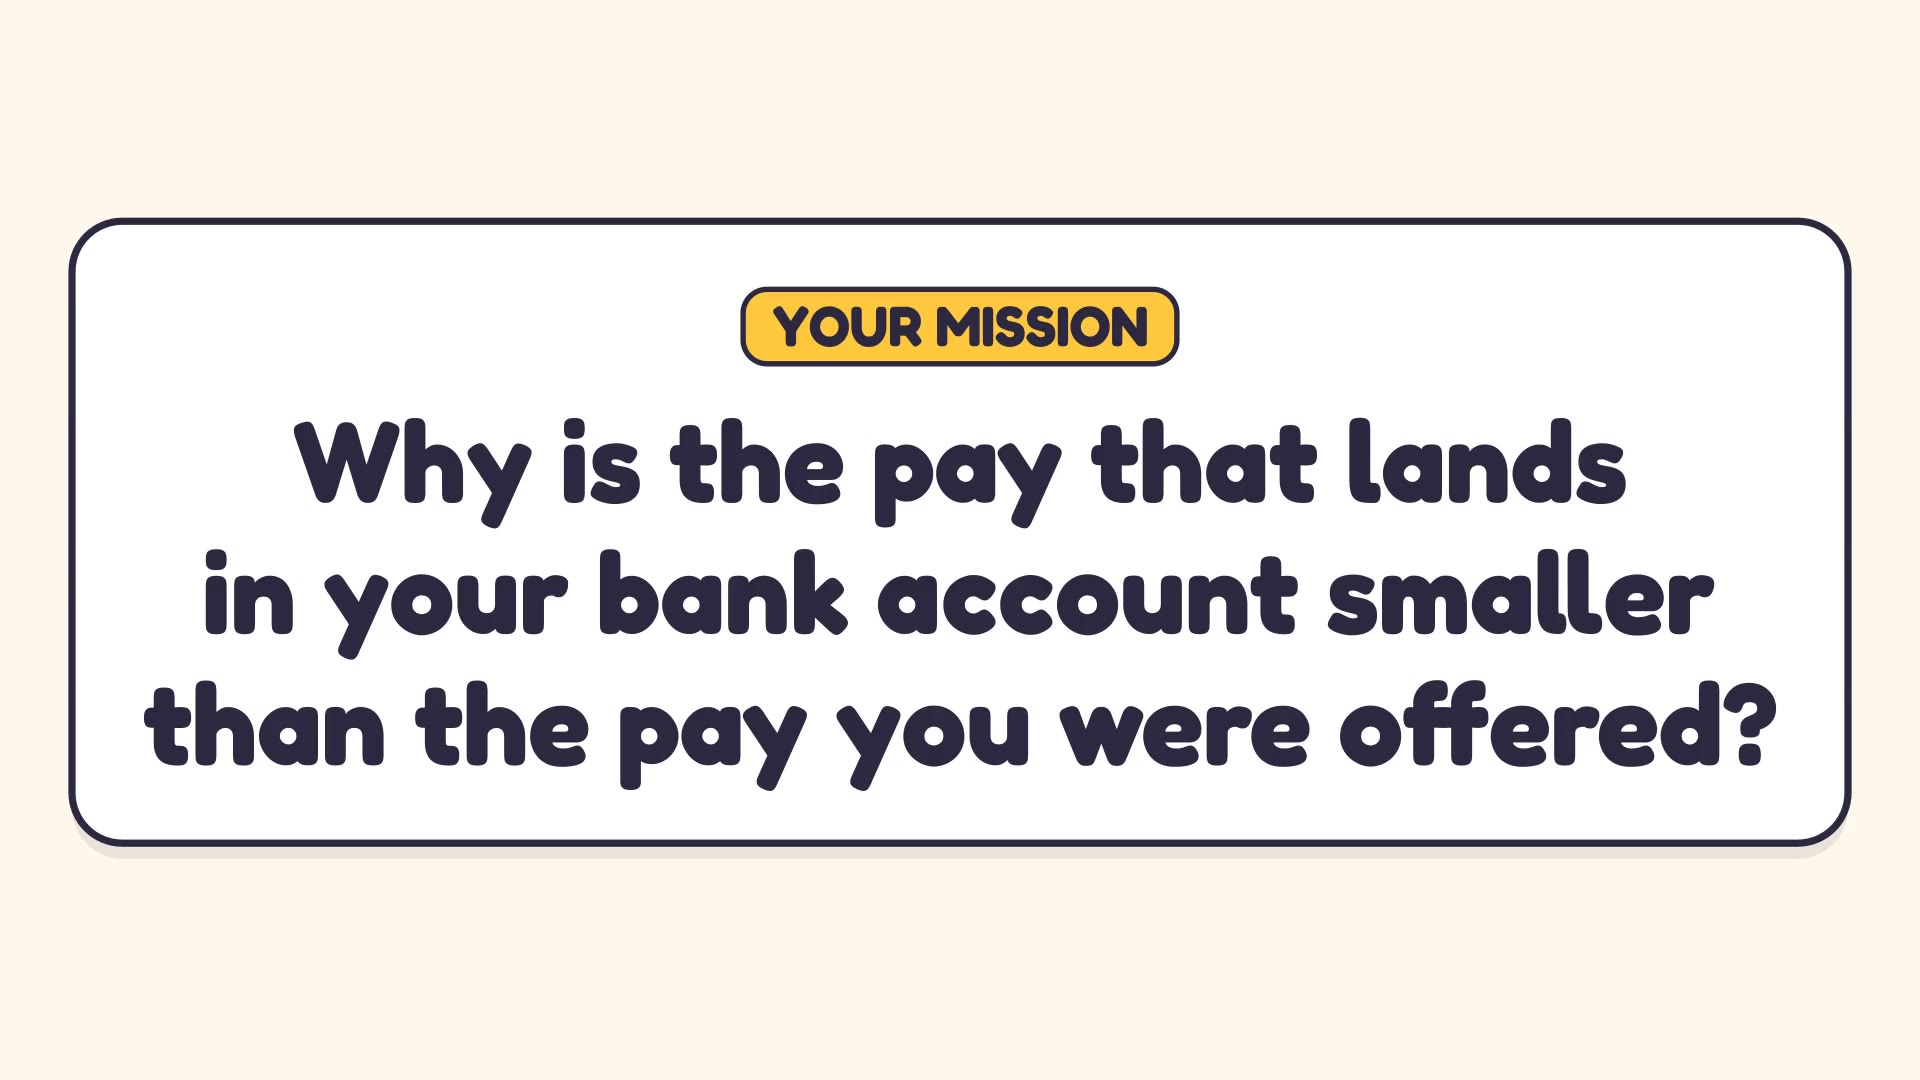 YOUR MISSION
Why is the pay that lands
in your bank account smaller
than the pay you were offered?